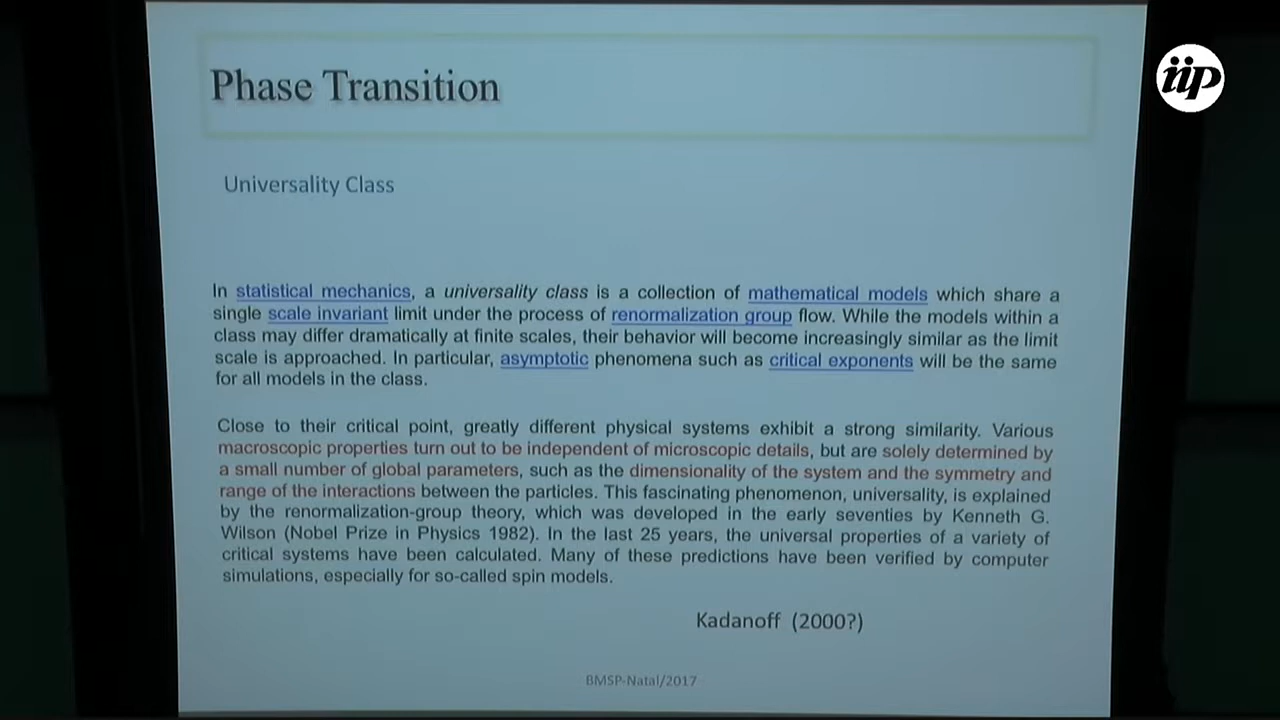 Phase Transition
iip
Universality Class
In statistical mechanics, a universality class is a collection of mathematical models which share a
single scale invariant limit under the process of renormalization group flow. While the models within a
class may differ dramatically at finite scales, their behavior will become increasingly similar as the limit
scale is approached. In particular, asymptotic phenomena such as critical exponents will be the same
for all models in the class.
Close to their critical point, greatly different physical systems exhibit a strong similarity. Various
macroscopic properties turn out to be independent of microscopic details, but are solely determined by
a small number of global parameters, such as the dimensionality of the system and the symmetry and
range of the interactions between the particles. This fascinating phenomenon, universality, is explained
by the renormalization-group theory, which was developed in the early seventies by Kenneth G.
Wilson (Nobel Prize in Physics 1982). In the last 25 years, the universal properties of a variety of
critical systems have been calculated. Many of these predictions have been verified by computer
simulations, especially for so-called spin models.
Kadanoff (2000?)
BMSP-Natal/2017